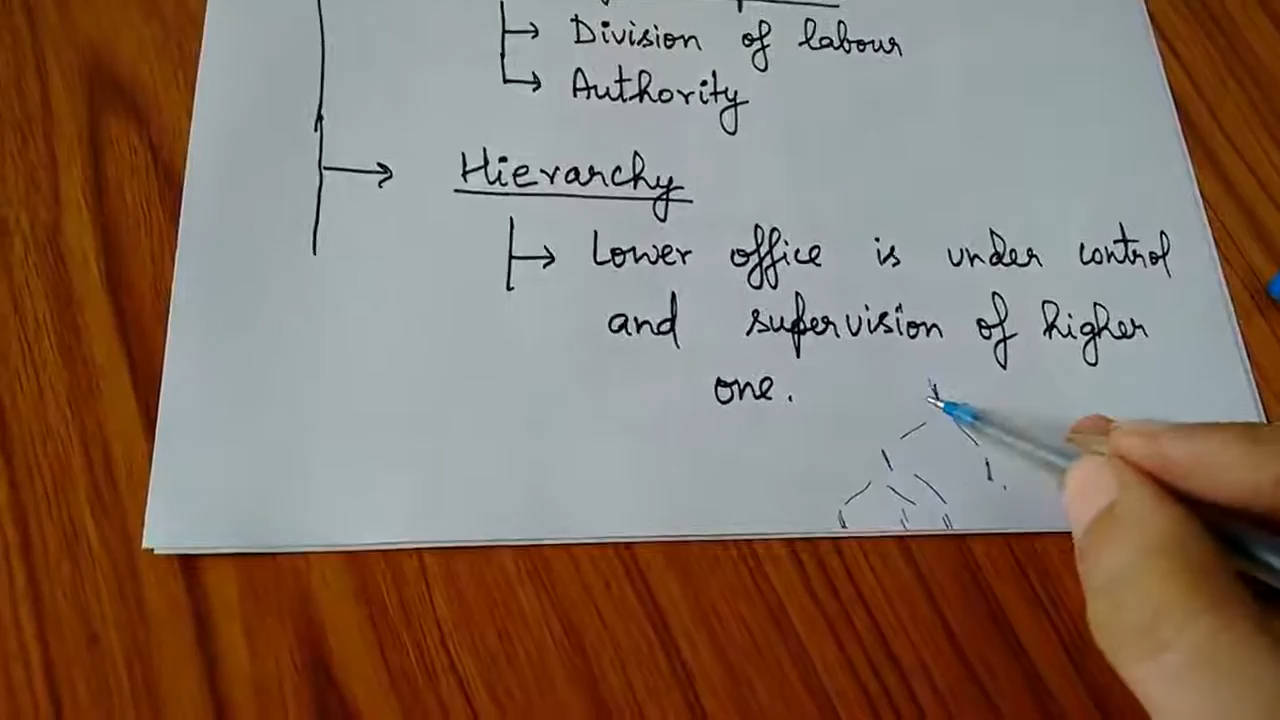 Division of labour
Authority
Hierarchy
Lower office is under control
and supervision of higher
one.